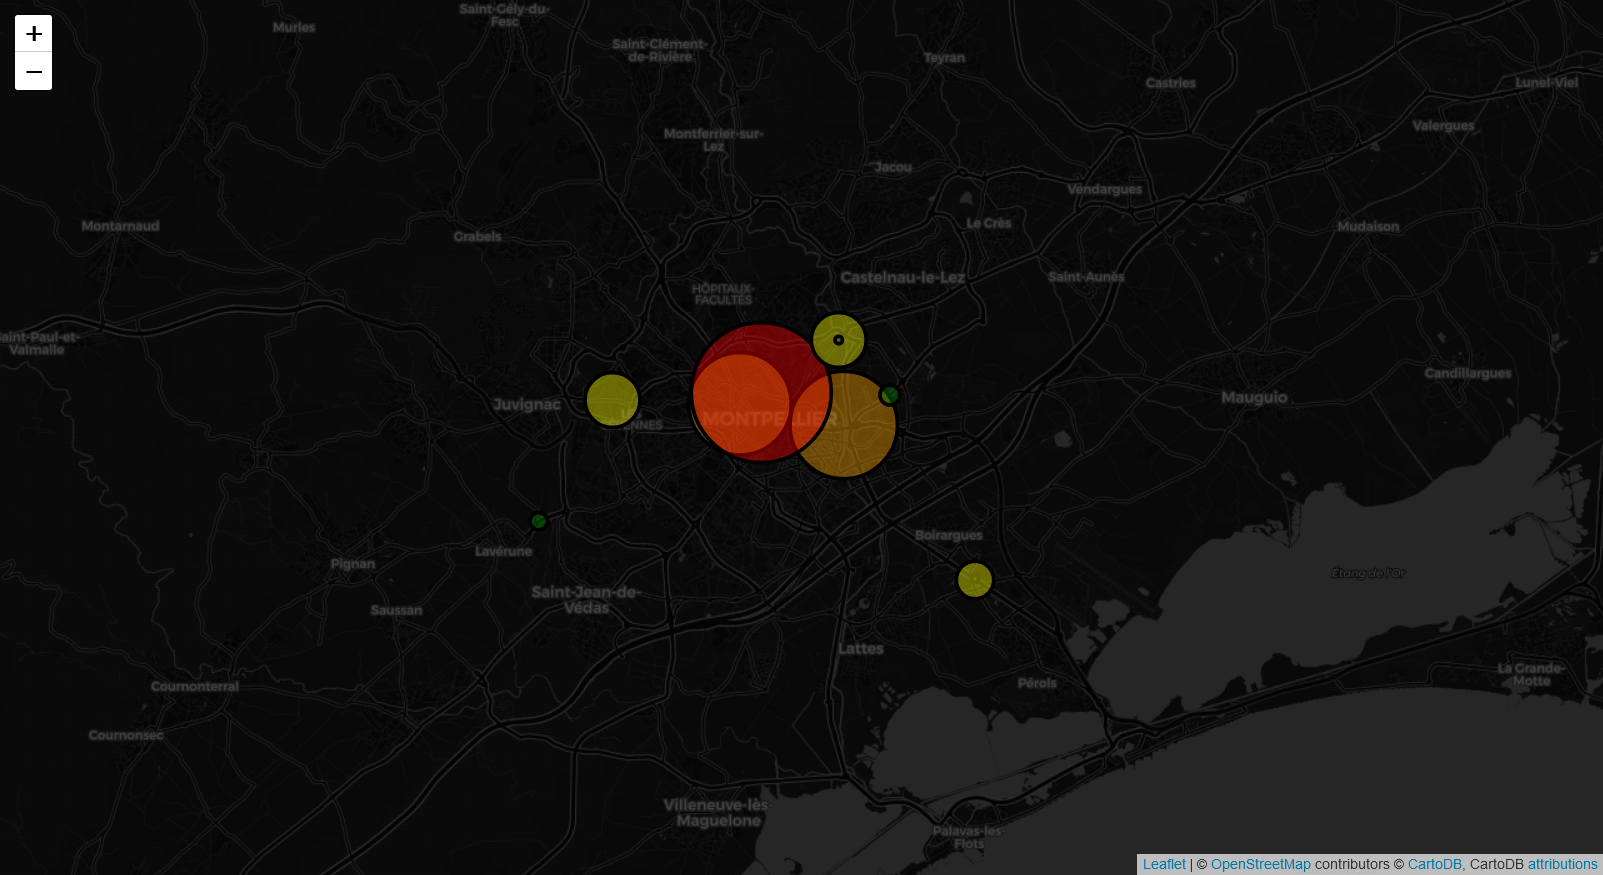 +
−
Saint-Gély-du-
Fesc
Murles
Saint-Clément-
de-Rivière
Teyran
Castries
Lunel-Viel
Valergues
Montferrier-sur-
Lez
Jacou
Vendargues
Montarnaud
Grabels
Le Crès
Mudaison
Castelnau-le-Lez
Saint-Aunès
HÔPITAUX-
FACULTÉS
Saint-Paul-et-
Valmalle
Candillargues
Juvignac
Mauguio
MONTPELLIER
Lavérune
Boirargues
Pignan
Étang de l'Or
Saint-Jean-de-
Védas
Saussan
Lattes
La Grande-
Motte
Pérols
Cournonterral
Cournonsec
Villeneuve-lès-
Maguelone
Palavas-les-
Flots
Leaflet | © OpenStreetMap contributors © CartoDB, CartoDB attributions